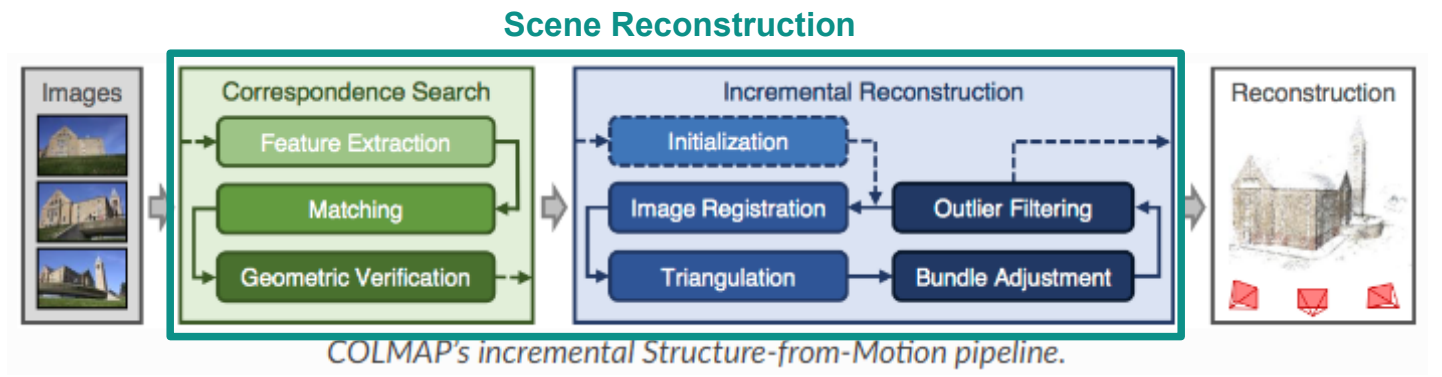 Scene Reconstruction
Images
Correspondence Search
Feature Extraction
Matching
Geometric Verification
Incremental Reconstruction
Initialization
Image Registration
Outlier Filtering
Triangulation
Bundle Adjustment
Reconstruction
COLMAP's incremental Structure-from-Motion pipeline.